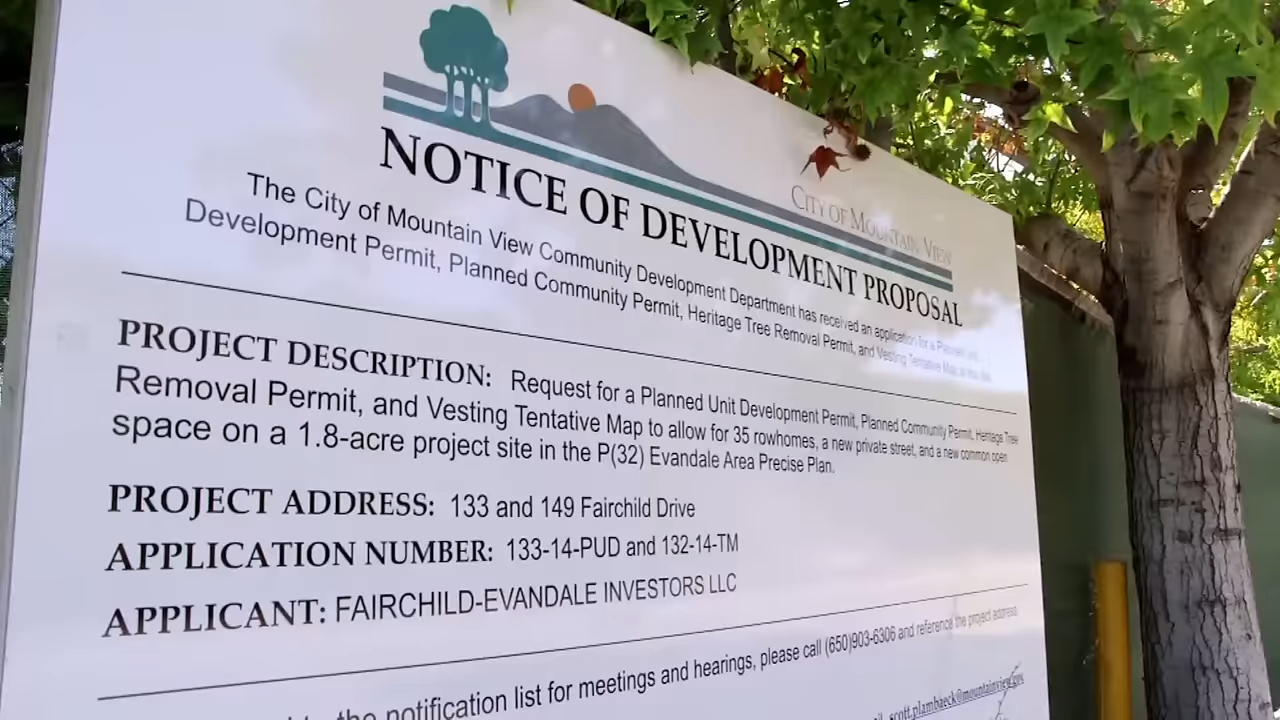 CITY OF MOUNTAIN VIEW
NOTICE OF DEVELOPMENT PROPOSAL
The City of Mountain View Community Development Department has received an application for a Planned Unit
Development Permit, Planned Community Permit, Heritage Tree Removal Permit, and Vesting Tentative Map at this site.
PROJECT DESCRIPTION: Request for a Planned Unit Development Permit, Planned Community Permit, Heritage Tree
Removal Permit, and Vesting Tentative Map to allow for 35 rowhomes, a new private street, and a new common open
space on a 1.8-acre project site in the P(32) Evandale Area Precise Plan.
PROJECT ADDRESS: 133 and 149 Fairchild Drive
APPLICATION NUMBER: 133-14-PUD and 132-14-TM
APPLICANT: FAIRCHILD-EVANDALE INVESTORS LLC
the notification list for meetings and hearings, please call (650)903-6306 and reference the project address
scott.plambaeck@mountainview.gov